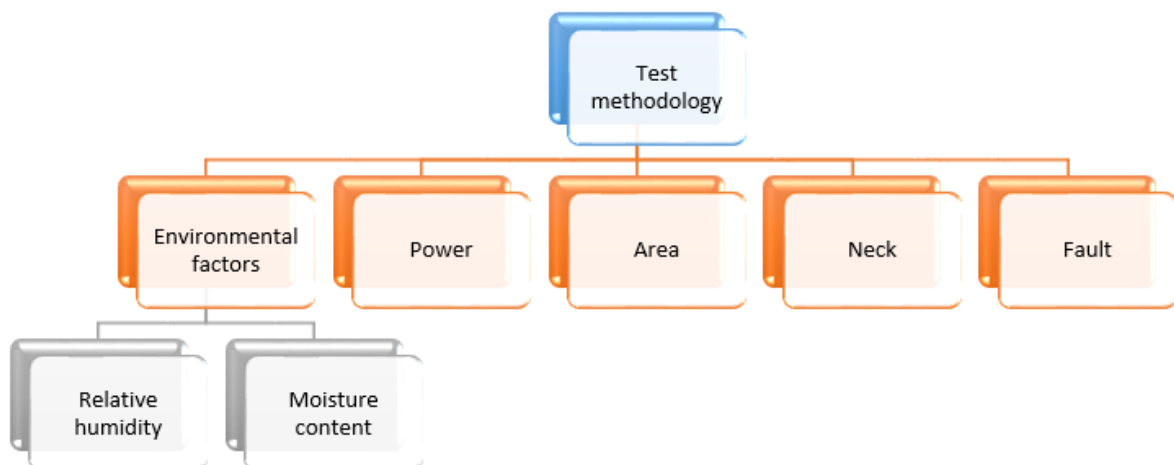 Test
methodology
Environmental
factors
Power
Area
Neck
Fault
Relative
humidity
Moisture
content